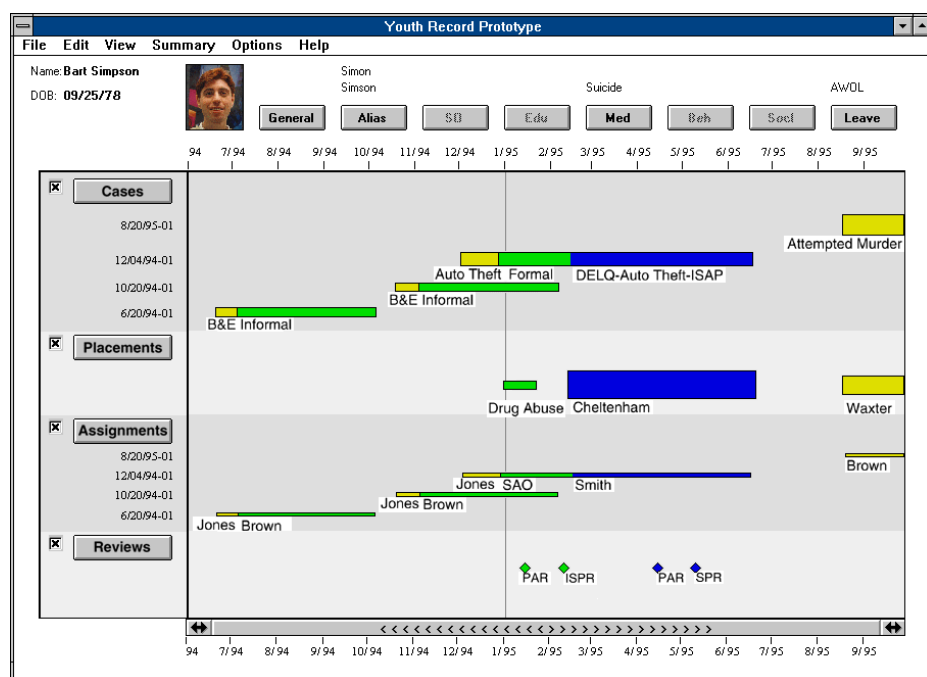 Youth Record Prototype
File Edit View Summary Options Help
Name: Bart Simpson
DOB: 09/25/78
Simon
Simson
Suicide
AWOL
General Alias SO Edu Med Beh Socl Leave
94 7/94 8/94 9/94 10/94 11/94 12/94 1/95 2/95 3/95 4/95 5/95 6/95 7/95 8/95 9/95
Cases
8/20/95-01
Attempted Murder
12/04/94-01
Auto Theft Formal DELQ-Auto Theft-ISAP
10/20/94-01
B&E Informal
6/20/94-01
B&E Informal
Placements
Drug Abuse Cheltenham Waxter
Assignments
8/20/95-01
Brown
12/04/94-01
Jones SAO Smith
10/20/94-01
Jones Brown
6/20/94-01
Jones Brown
Reviews
PAR ISPR PAR SPR
< < < < < < < < < < < < < < < > > > > > > > > > > > > > > >
94 7/94 8/94 9/94 10/94 11/94 12/94 1/95 2/95 3/95 4/95 5/95 6/95 7/95 8/95 9/95